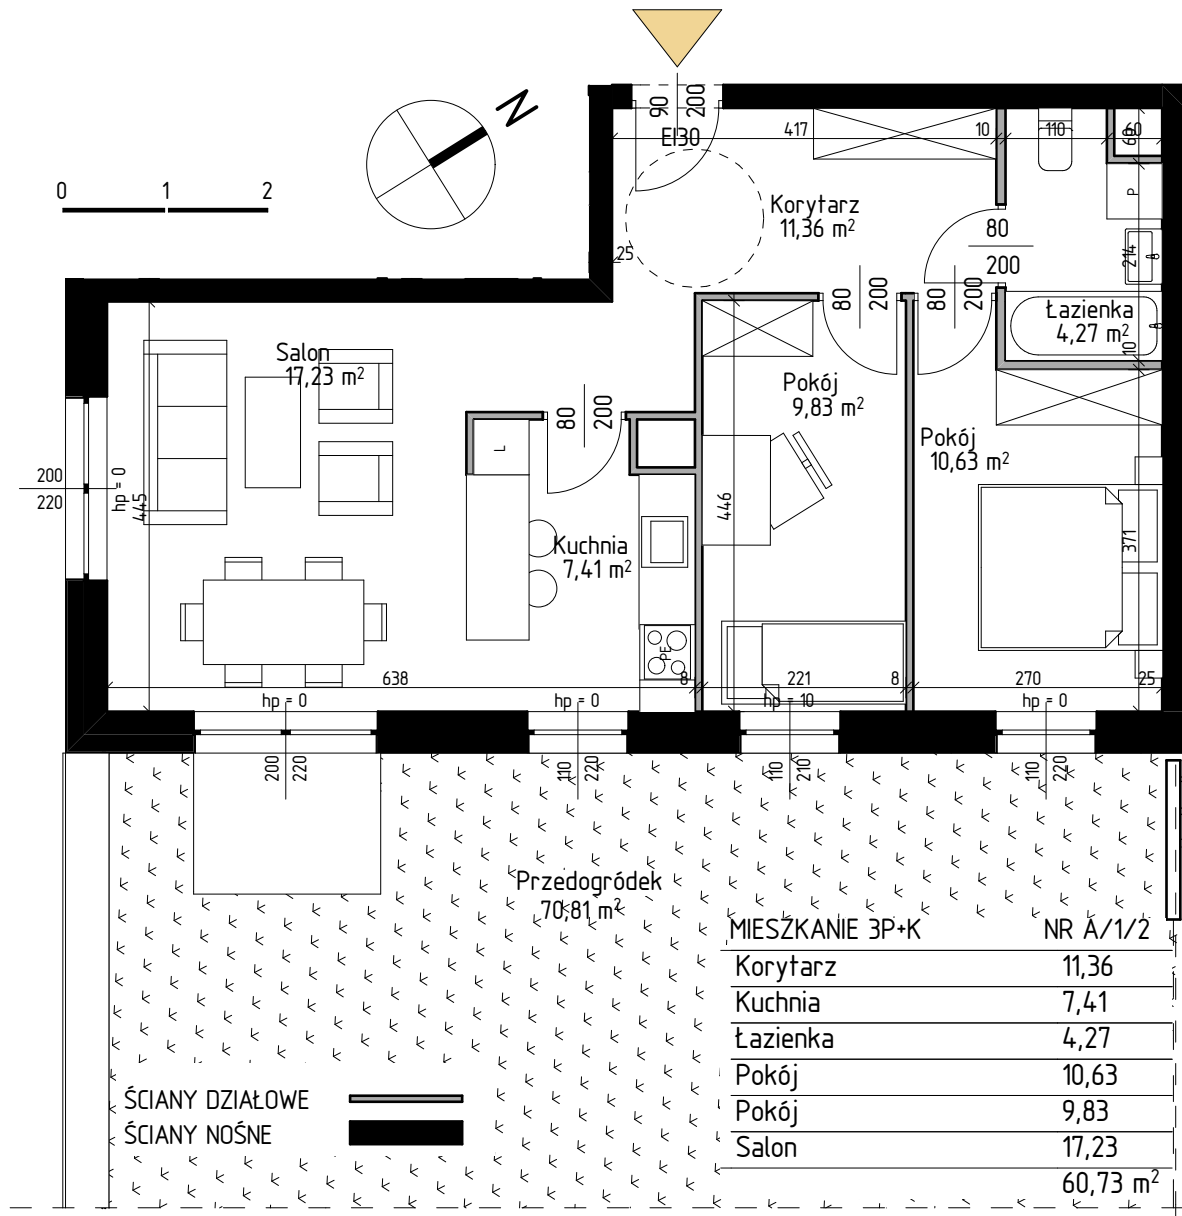 90
200
EI30
N
0 1 2
417
10
110
60
60
P
Korytarz
11,36 m²
25
80
200
214
80
200
80
200
Łazienka
4,27 m²
10
Salon
17,23 m²
Pokój
9,83 m²
80
200
L
Pokój
10,63 m²
200
220
hp = 0
445
446
371
Kuchnia
7,41 m²
PE
638
8
221
8
270
25
hp = 0
hp = 0
hp = 10
hp = 0
200
220
110
220
110
210
110
220
Przedogródek
70,81 m²
MIESZKANIE 3P+K NR A/1/2
Korytarz 11,36
Kuchnia 7,41
Łazienka 4,27
Pokój 10,63
Pokój 9,83
Salon 17,23
60,73 m²
ŚCIANY DZIAŁOWE
ŚCIANY NOŚNE